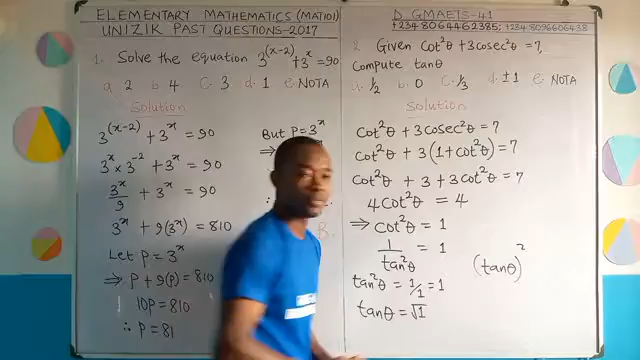 ELEMENTARY MATHEMATICS (MAT101)
UNIZIK PAST QUESTIONS-2017
1. Solve the equation 3^(x-2) + 3^x = 90
a. 2 b. 4 c. 3 d. 1 e. NOTA
Solution
3^(x-2) + 3^x = 90
3^x × 3^-2 + 3^x = 90
3^x/9 + 3^x = 90
3^x + 9(3^x) = 810
Let P = 3^x
⇒ P + 9(P) = 810
10P = 810
∴ P = 81
But P = 3^x
⇒
∴
B.
D GMAETS-41
+234 8064462385; +234 8096606438
2. Given cot²θ + 3cosec²θ = 7,
Compute tanθ
a. 1/2 b. 0 c. 1/3 d. ±1 e. NOTA
Solution
cot²θ + 3cosec²θ = 7
cot²θ + 3(1 + cot²θ) = 7
cot²θ + 3 + 3cot²θ = 7
4cot²θ = 4
⇒ cot²θ = 1
1/tan²θ = 1
tan²θ = 1/1 = 1
tanθ = √1
(tanθ)²